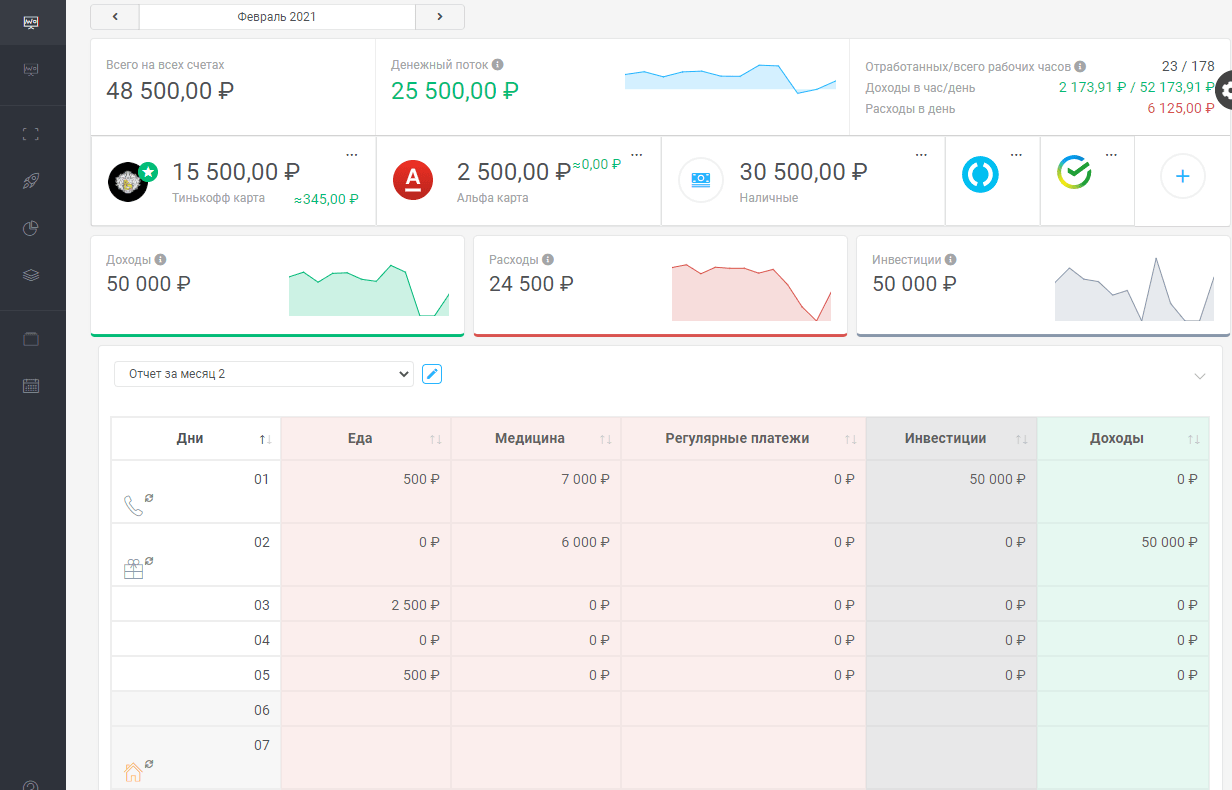 Февраль 2021
Всего на всех счетах
48 500,00 ₽
Денежный поток
25 500,00 ₽
Отработанных/всего рабочих часов 23 / 178
Доходы в час/день 2 173,91 ₽ / 52 173,91 ₽
Расходы в день 6 125,00 ₽
15 500,00 ₽
Тинькофф карта ≈345,00 ₽
А
2 500,00 ₽ ≈0,00 ₽
Альфа карта
30 500,00 ₽
Наличные
Доходы
50 000 ₽
Расходы
24 500 ₽
Инвестиции
50 000 ₽
Отчет за месяц 2
Дни Еда Медицина Регулярные платежи Инвестиции Доходы
01 500 ₽ 7 000 ₽ 0 ₽ 50 000 ₽ 0 ₽
02 0 ₽ 6 000 ₽ 0 ₽ 0 ₽ 50 000 ₽
03 2 500 ₽ 0 ₽ 0 ₽ 0 ₽ 0 ₽
04 0 ₽ 0 ₽ 0 ₽ 0 ₽ 0 ₽
05 500 ₽ 0 ₽ 0 ₽ 0 ₽ 0 ₽
06
07